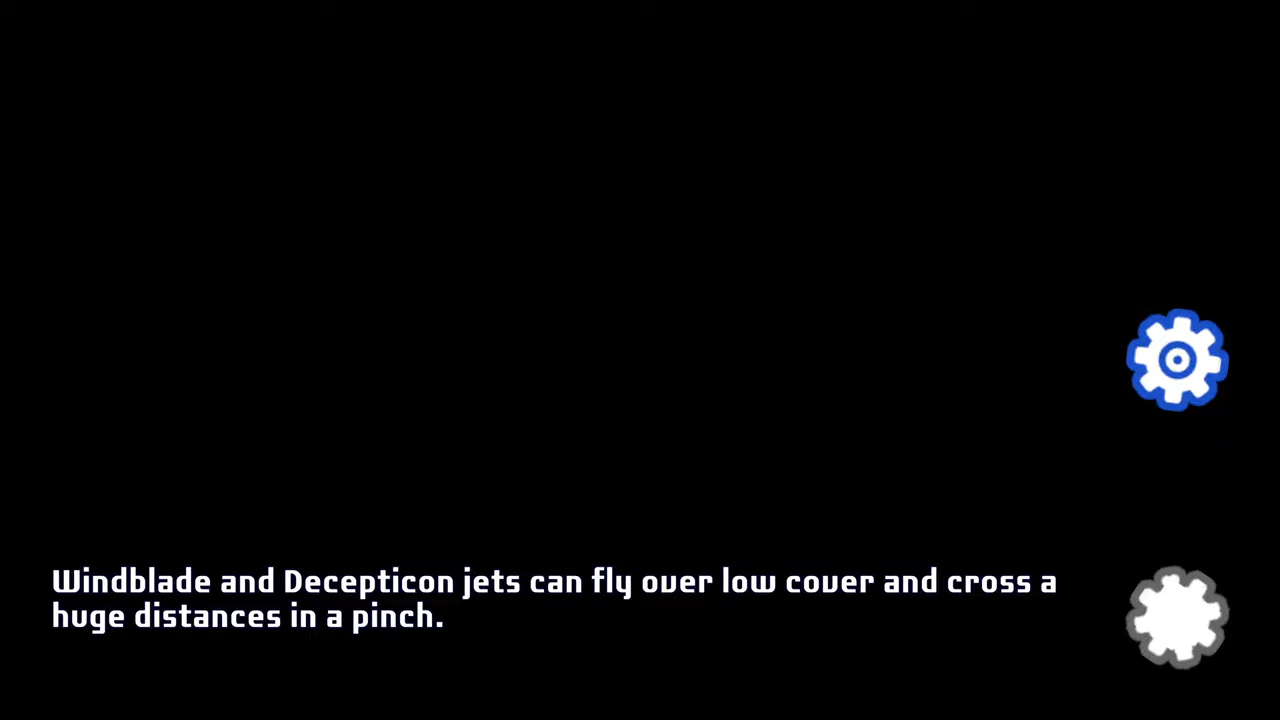 Windblade and Decepticon jets can fly over low cover and cross a
huge distances in a pinch.